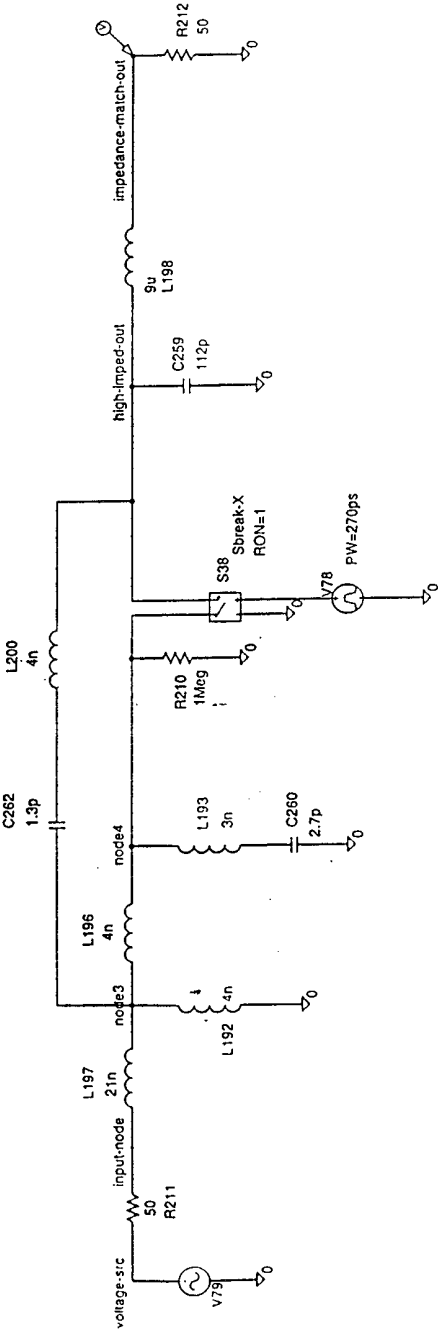 voltage-src
V79
0
50
R211
input-node
L197
21n
node3
L192
4n
0
L196
4n
node4
L193
3n
C260
2.7p
0
C262
1.3p
L200
4n
R210
1Meg
0
S38
Sbreak-X
RON=1
0
V78
PW=270ps
0
high-imped-out
C259
112p
0
9u
L198
impedance-match-out
V
R212
50
0